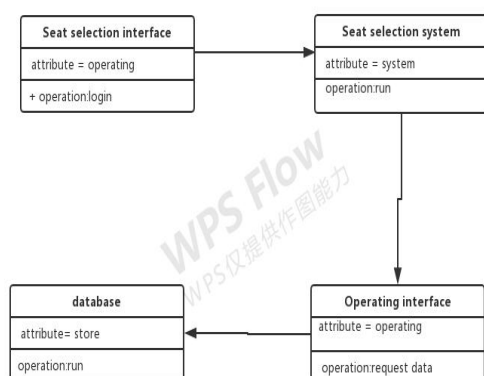 Seat selection interface
attribute = operating
+ operation:login
Seat selection system
attribute = system
operation:run
WPS Flow
WPS仅提供作图能力
database
attribute= store
operation:run
Operating interface
attribute = operating
operation:request data